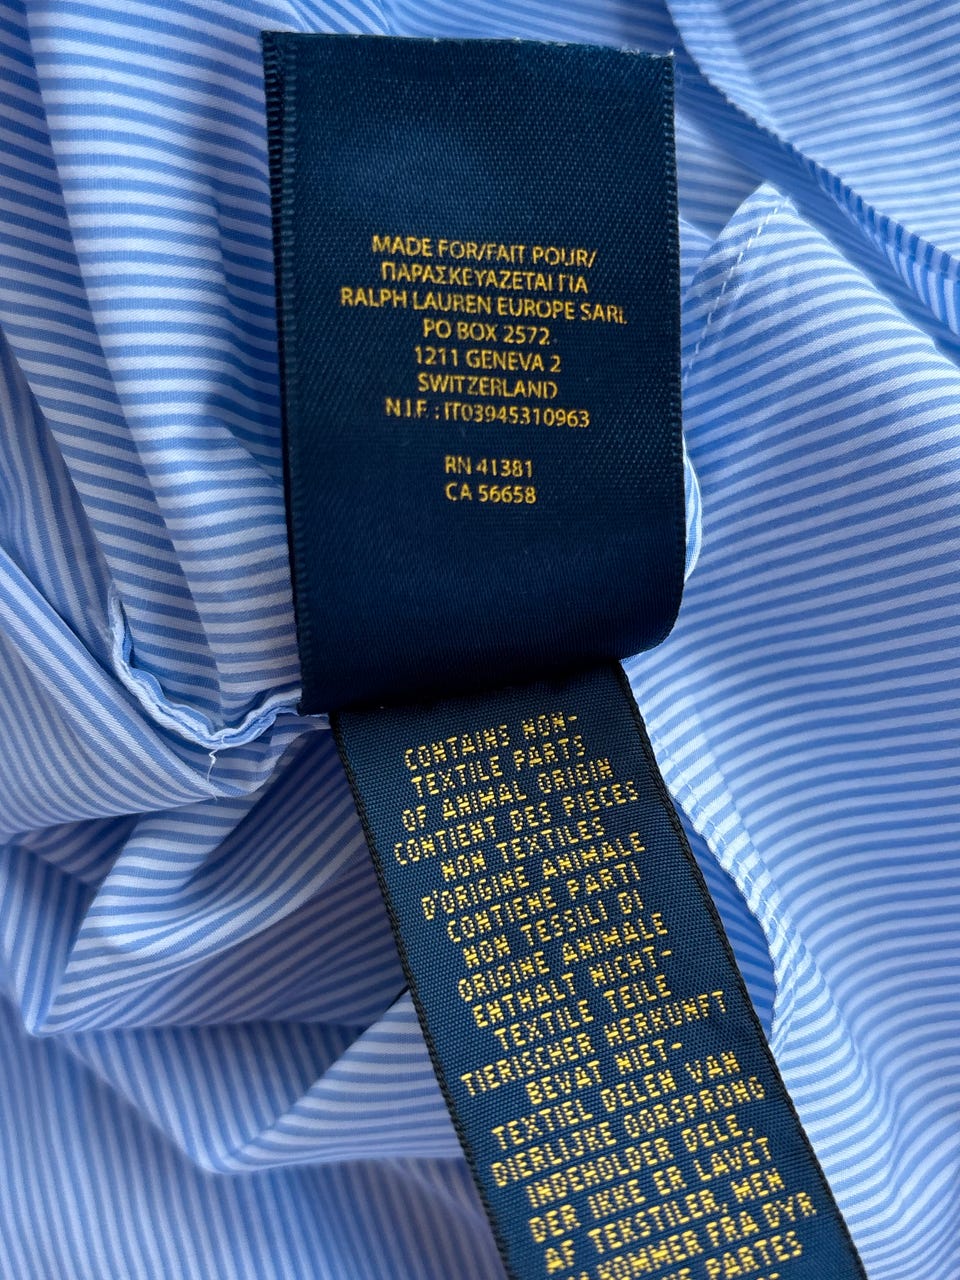 MADE FOR/FAIT POUR/
ΠΑΡΑΣΚΕΥΑΖΕΤΑΙ ΓΙΑ
RALPH LAUREN EUROPE SARL
PO BOX 2572
1211 GENEVA 2
SWITZERLAND
N.I.F : IT03945310963
RN 41381
CA 56658
CONTAINS NON-
TEXTILE PARTS
OF ANIMAL ORIGIN
CONTIENT DES PIECES
NON TEXTILES
D'ORIGINE ANIMALE
CONTIENE PARTI
NON TESSILI DI
ORIGINE ANIMALE
ENTHALT NICHT-
TEXTILE TEILE
TIERISCHER HERKUNFT
BEVAT NIET-
TEXTIEL DELEN VAN
DIERLIJKE OORSPRONG
INDEHOLDER DELE,
DER IKKE ER LAVET
AF TEKSTILER, MEN
KOMMER FRA DYR
PARTES